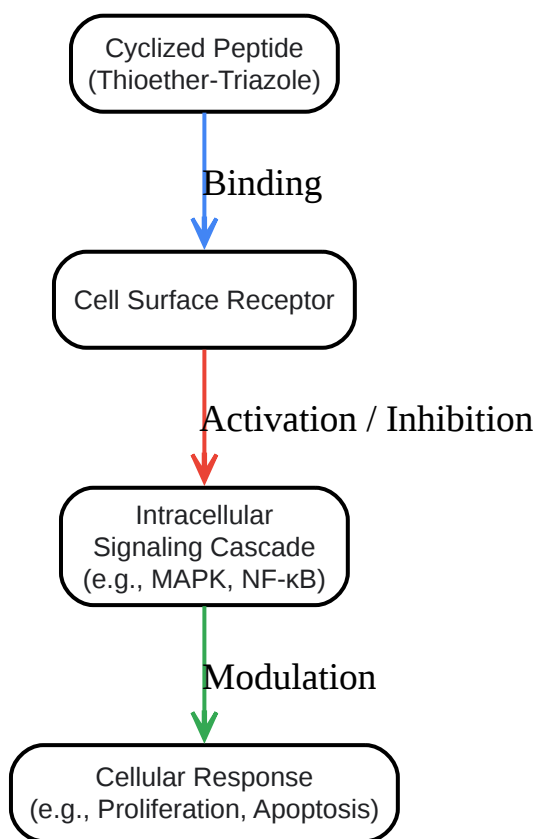 Cyclized Peptide
(Thioether-Triazole)
Binding
Cell Surface Receptor
Activation / Inhibition
Intracellular
Signaling Cascade
(e.g., MAPK, NF-κB)
Modulation
Cellular Response
(e.g., Proliferation, Apoptosis)